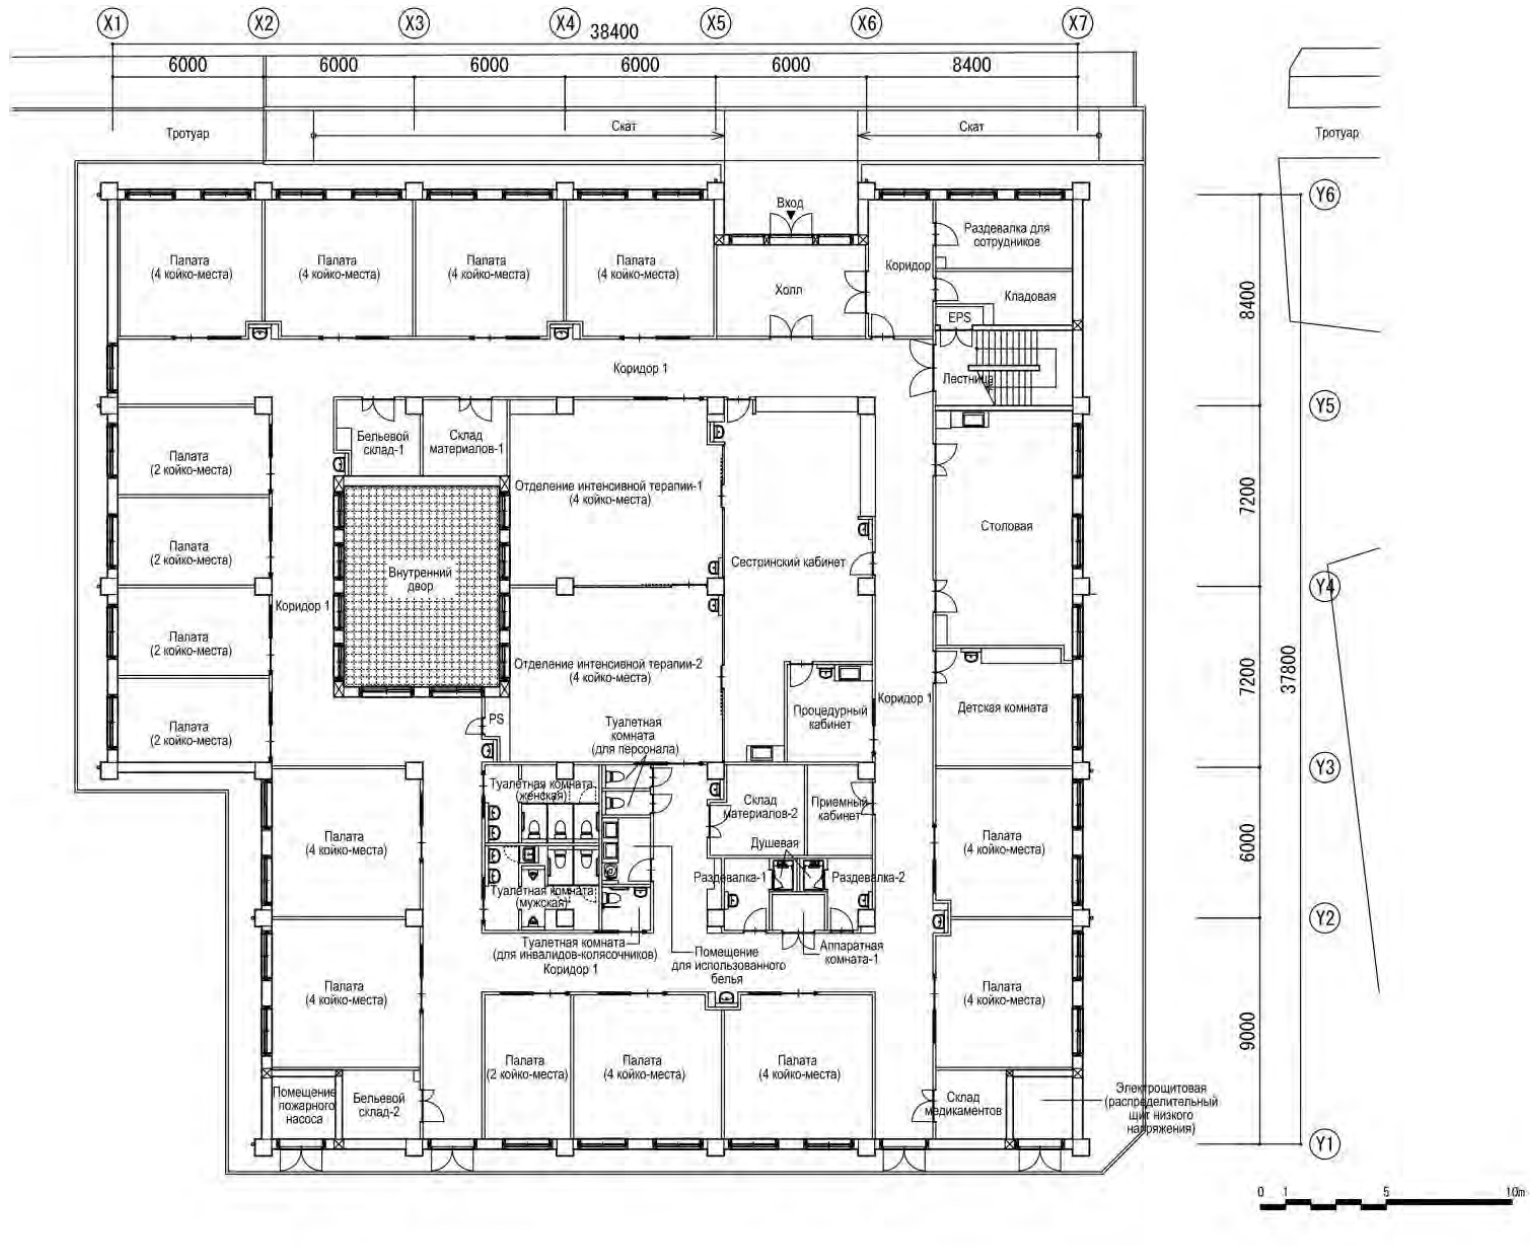 X1 X2 X3 X4 X5 X6 X7
38400
6000 6000 6000 6000 6000 8400
Тротуар
Скат
Скат
Тротуар
Y6
Вход
Раздевалка для
сотрудников
Палата
(4 койко-места)
Палата
(4 койко-места)
Палата
(4 койко-места)
Палата
(4 койко-места)
Холл
Коридор
Кладовая
EPS
8400
Коридор 1
Лестница
Y5
Бельевой
склад-1
Склад
материалов-1
Палата
(2 койко-места)
Отделение интенсивной терапии-1
(4 койко-места)
Столовая
7200
Палата
(2 койко-места)
Внутренний
двор
Сестринский кабинет
Y4
Коридор 1
Палата
(2 койко-места)
Отделение интенсивной терапии-2
(4 койко-места)
7200
37800
Процедурный
кабинет
Коридор 1
Детская комната
Палата
(2 койко-места)
PS
Туалетная
комната
(для персонала)
Y3
Туалетная комната
(женская)
Склад
материалов-2
Приемный
кабинет
Палата
(4 койко-места)
Душевая
Палата
(4 койко-места)
6000
Раздевалка-1
Раздевалка-2
Туалетная комната
(мужская)
Y2
Туалетная комната
(для инвалидов-колясочников)
Коридор 1
Помещение
для использованного
белья
Аппаратная
комната-1
Палата
(4 койко-места)
Палата
(4 койко-места)
9000
Палата
(2 койко-места)
Палата
(4 койко-места)
Палата
(4 койко-места)
Помещение
пожарного
насоса
Бельевой
склад-2
Склад
медикаментов
Электрощитовая
(распределительный
щит низкого
напряжения)
Y1
0 1 5 10m